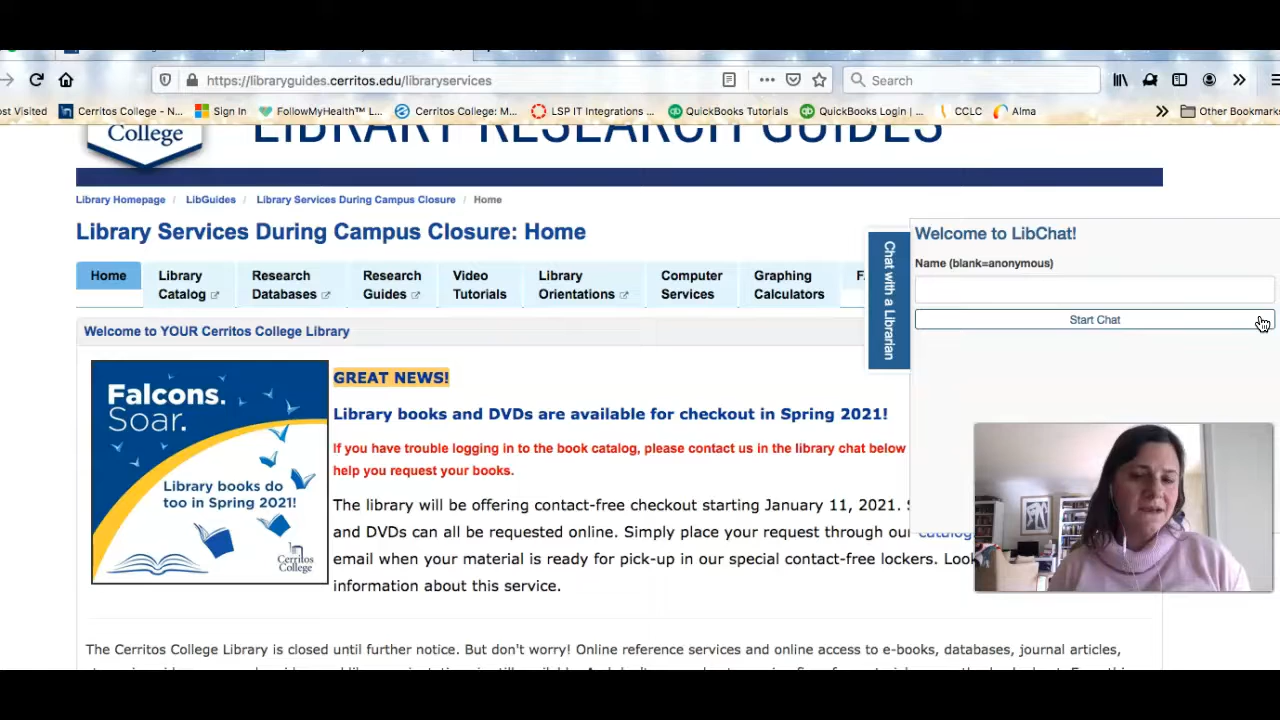 https://libraryguides.cerritos.edu/libraryservices
Search
ost Visited
Cerritos College - N...
Sign In
FollowMyHealth™ L...
Cerritos College: M...
LSP IT Integrations ...
QuickBooks Tutorials
QuickBooks Login | ...
CCLC
Alma
Other Bookmark
College
LIBRARY RESEARCH GUIDES
Library Homepage / LibGuides / Library Services During Campus Closure / Home
Library Services During Campus Closure: Home
Home
Library
Catalog
Research
Databases
Research
Guides
Video
Tutorials
Library
Orientations
Computer
Services
Graphing
Calculators
Chat with a Librarian
Welcome to LibChat!
Name (blank=anonymous)
Start Chat
Welcome to YOUR Cerritos College Library
Falcons.
Soar.
Library books do
too in Spring 2021!
Cerritos
College
GREAT NEWS!
Library books and DVDs are available for checkout in Spring 2021!
If you have trouble logging in to the book catalog, please contact us in the library chat below
help you request your books.
The library will be offering contact-free checkout starting January 11, 2021. S
and DVDs can all be requested online. Simply place your request through our catalog
email when your material is ready for pick-up in our special contact-free lockers. Look
information about this service.
The Cerritos College Library is closed until further notice. But don't worry! Online reference services and online access to e-books, databases, journal articles,